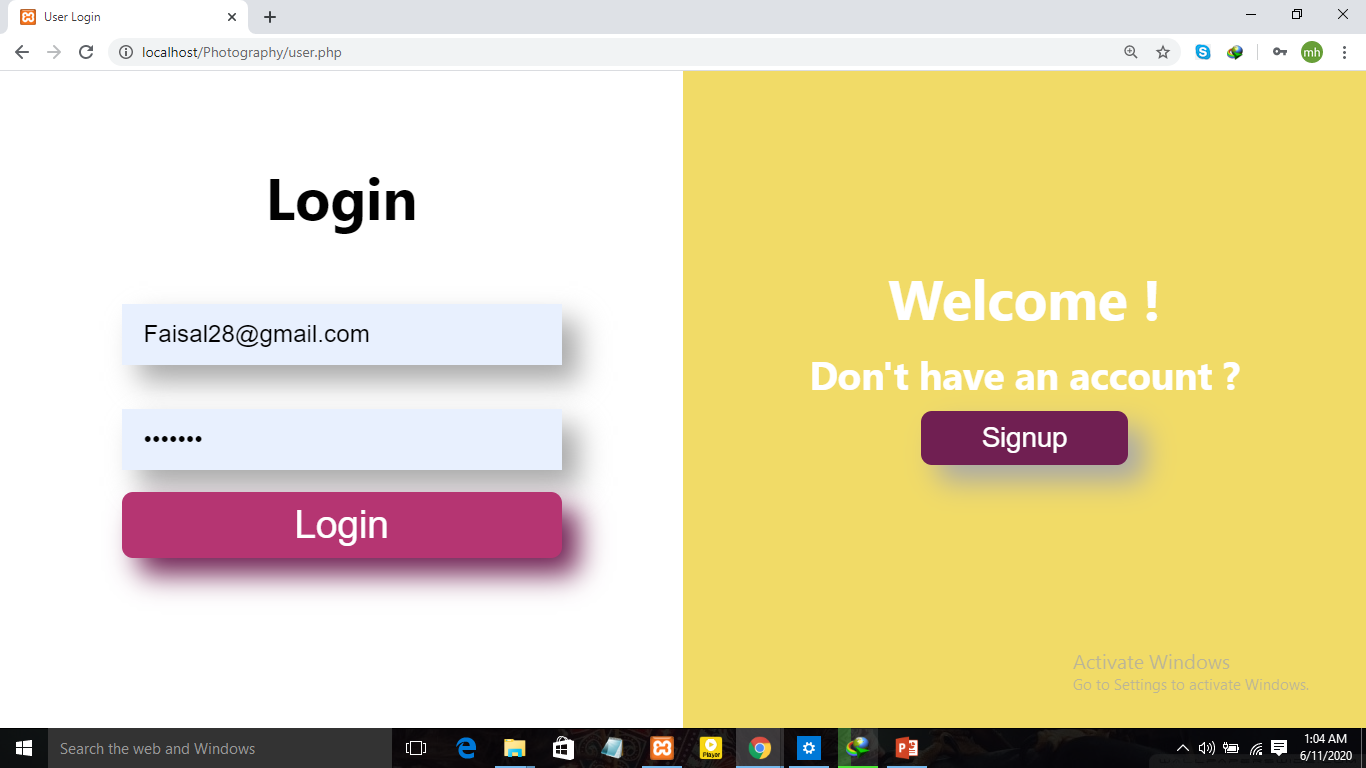 User Login
localhost/Photography/user.php
mh
Login
Faisal28@gmail.com
•••••••
Login
Welcome !
Don't have an account ?
Signup
Activate Windows
Go to Settings to activate Windows.
Search the web and Windows
Player
1:04 AM
6/11/2020